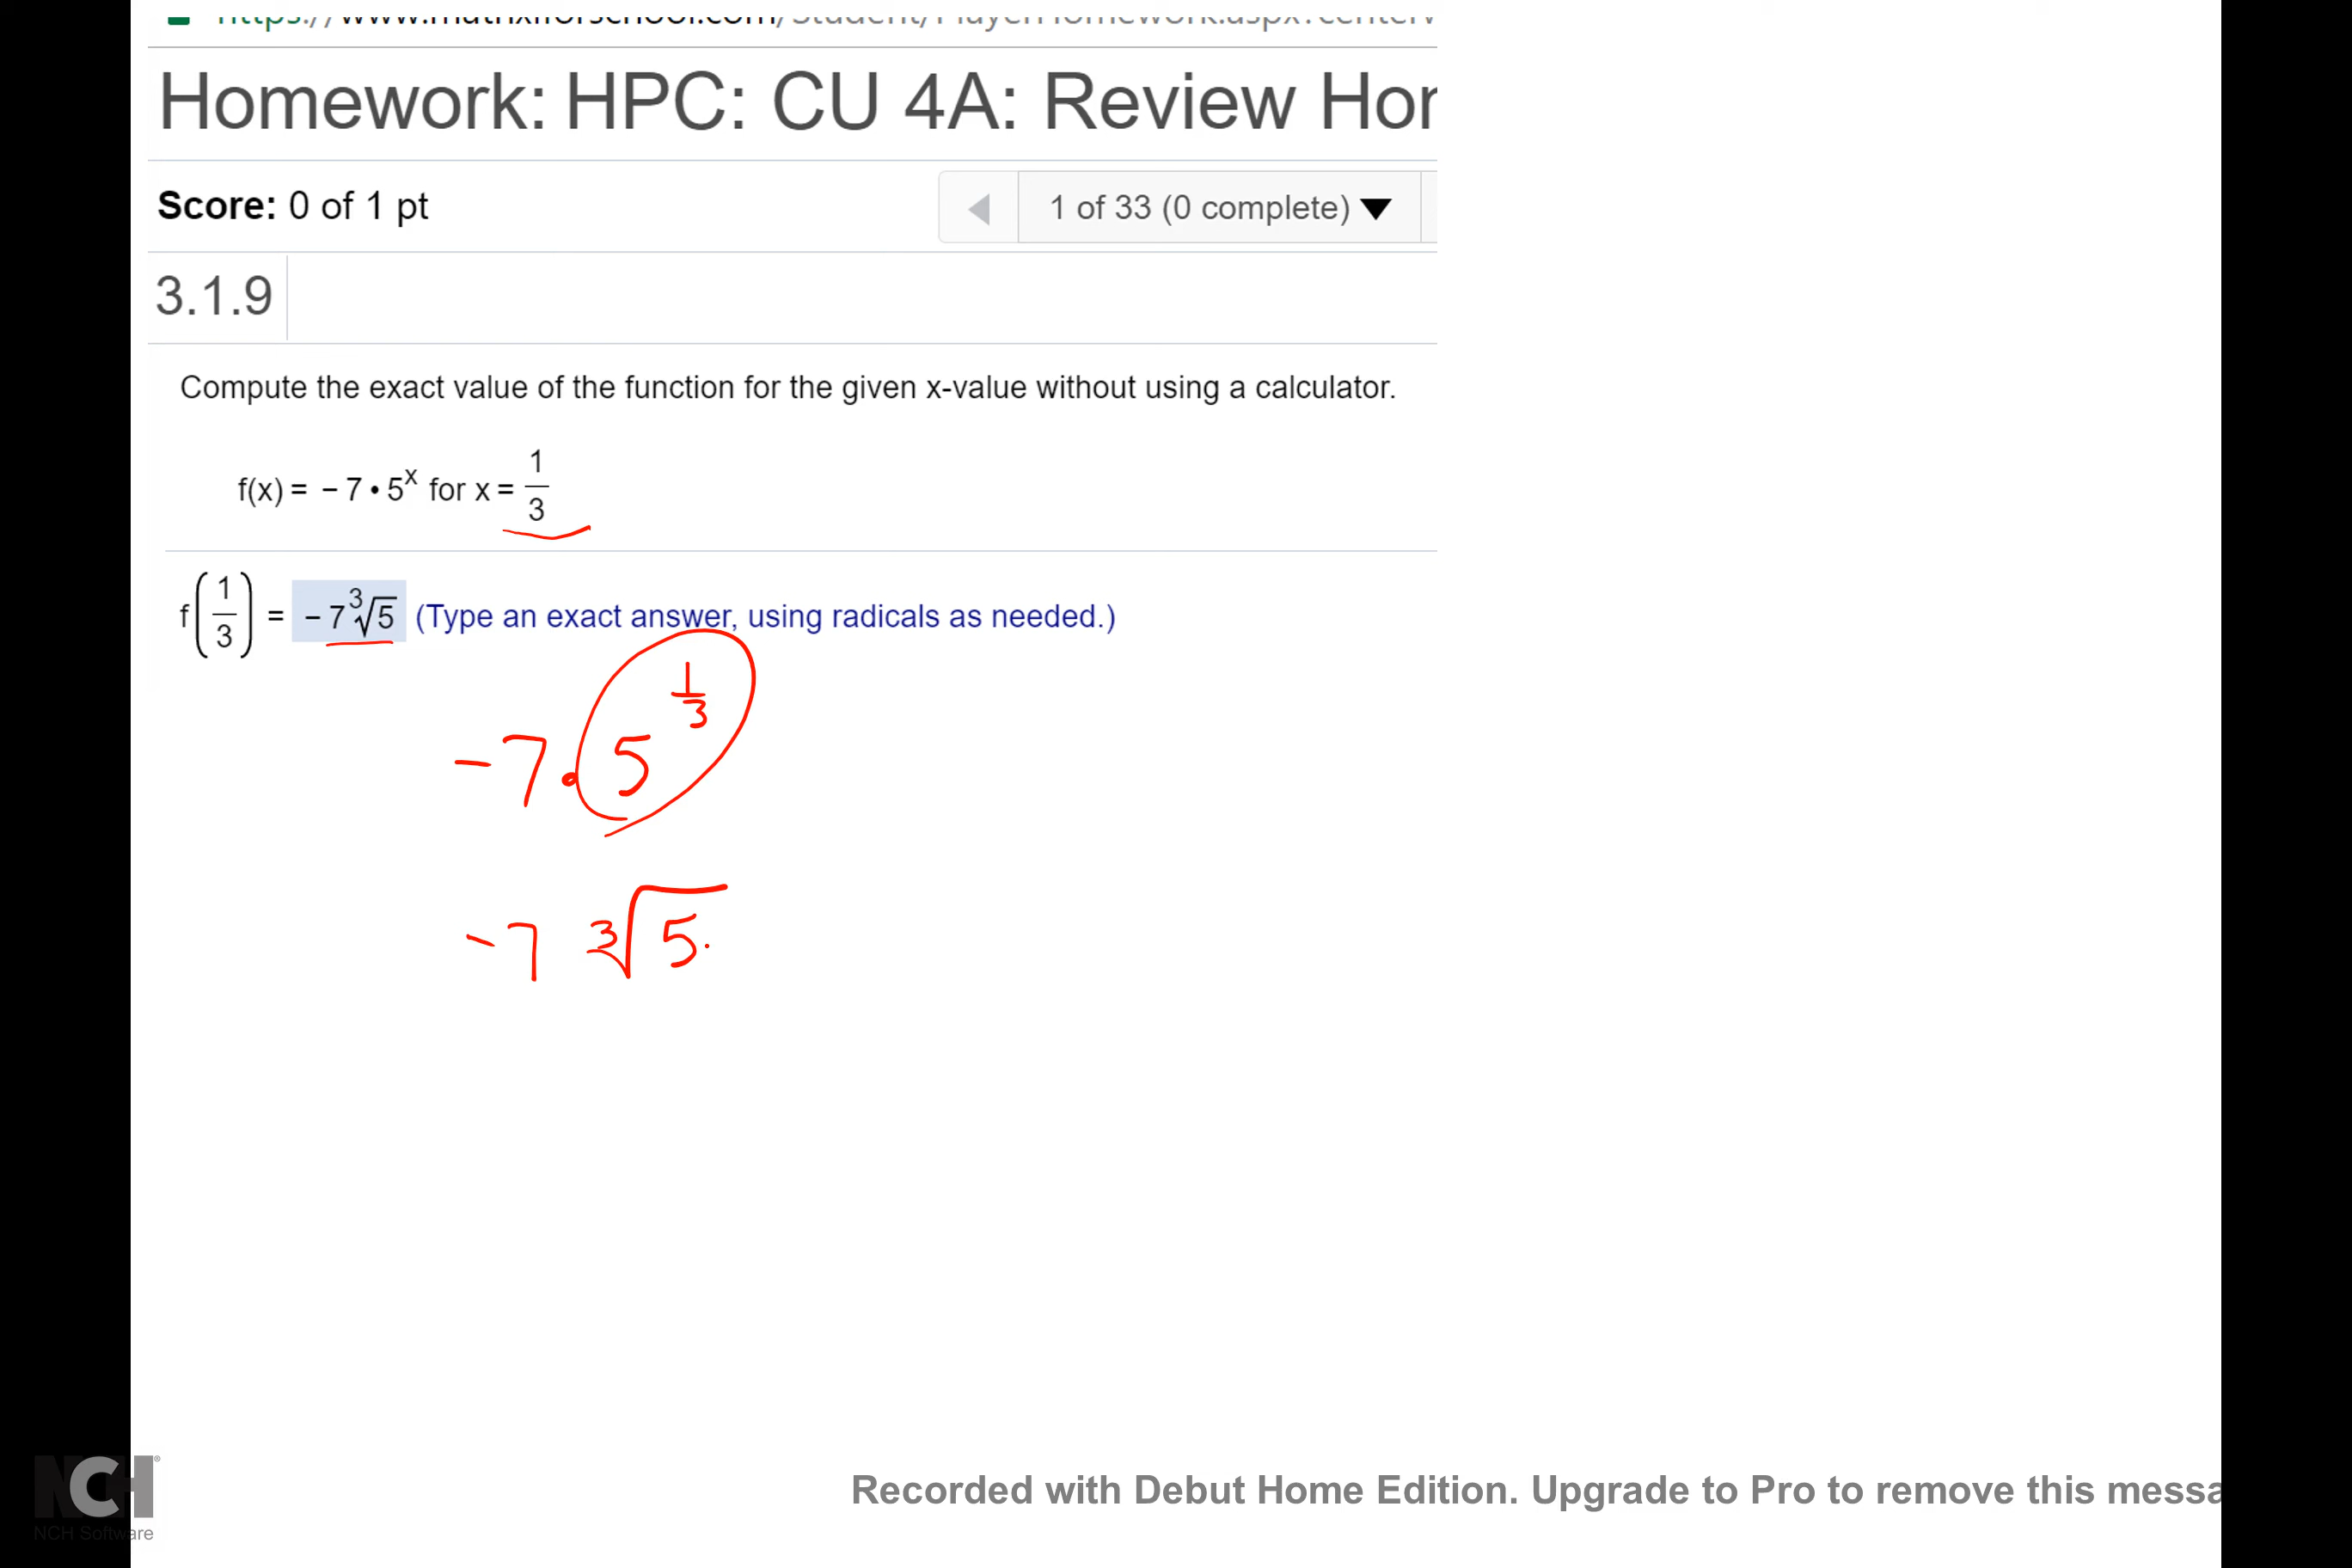 Homework: HPC: CU 4A: Review Hor
Score: 0 of 1 pt
1 of 33 (0 complete) ▼
3.1.9
Compute the exact value of the function for the given x-value without using a calculator.
f(x) = − 7 • 5^x for x = 1/3
f(1/3) = − 7∛5 (Type an exact answer, using radicals as needed.)
-7 • 5^(1/3)
-7 ∛5.
NCH®
NCH Software
Recorded with Debut Home Edition. Upgrade to Pro to remove this messa